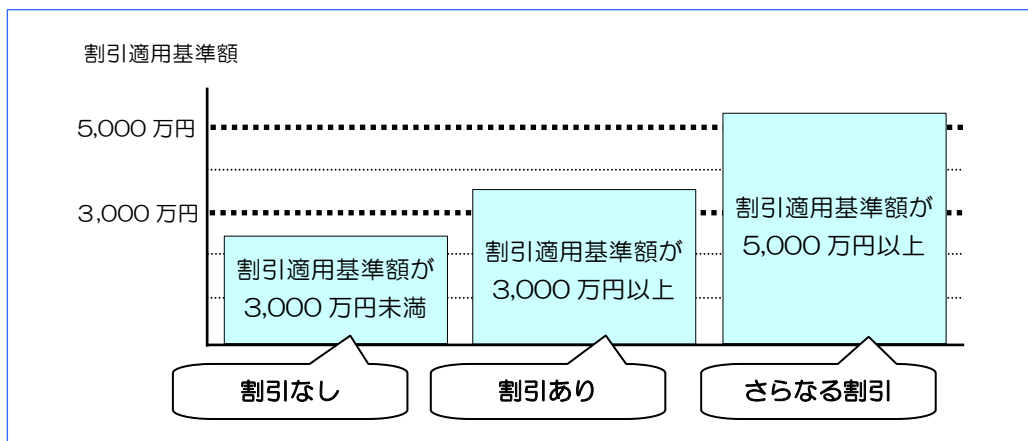 割引適用基準額
5,000 万円
3,000 万円
割引適用基準額が
3,000 万円未満
割引適用基準額が
3,000 万円以上
割引適用基準額が
5,000 万円以上
割引なし
割引あり
さらなる割引